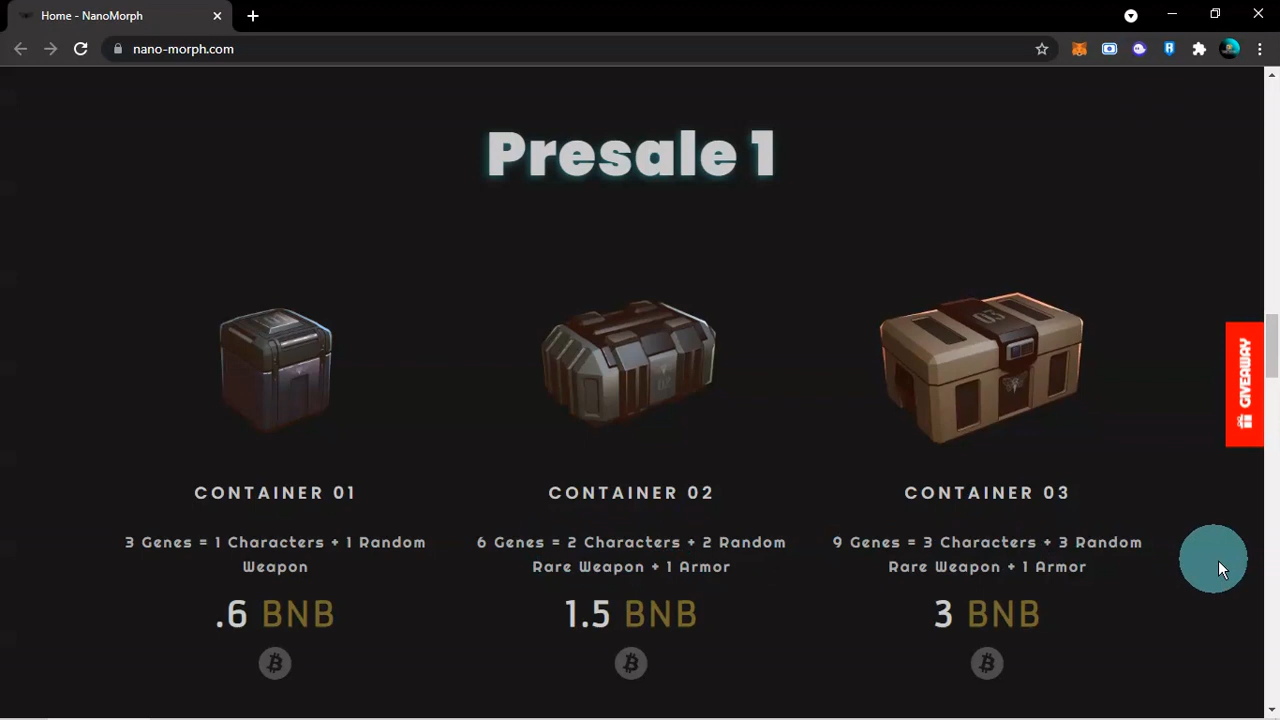 Home - NanoMorph
nano-morph.com
Presale 1
03
02
GIVEAWAY
CONTAINER 01
CONTAINER 02
CONTAINER 03
3 Genes = 1 Characters + 1 Random
Weapon
6 Genes = 2 Characters + 2 Random
Rare Weapon + 1 Armor
9 Genes = 3 Characters + 3 Random
Rare Weapon + 1 Armor
.6 BNB
1.5 BNB
3 BNB